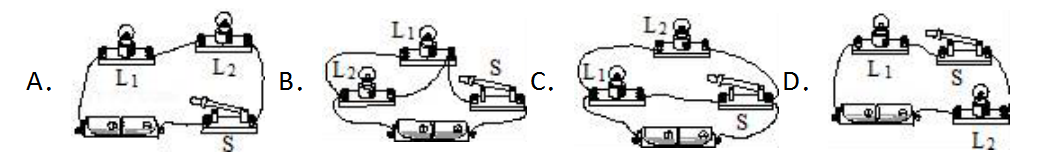 A. L₁ L₂ S
B. L₁ L₂ S
C. L₂ L₁ S
D. L₁ S L₂